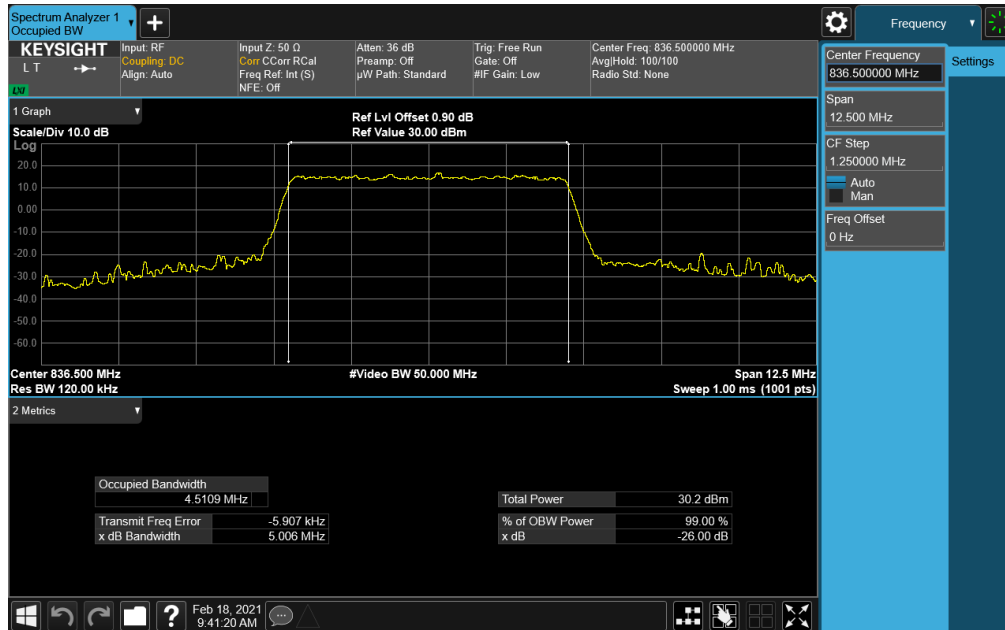 Spectrum Analyzer 1
Occupied BW
KEYSIGHT
L T
LXI
Input: RF
Coupling: DC
Align: Auto
Input Z: 50 Ω
Corr CCorr RCal
Freq Ref: Int (S)
NFE: Off
Atten: 36 dB
Preamp: Off
µW Path: Standard
Trig: Free Run
Gate: Off
#IF Gain: Low
Center Freq: 836.500000 MHz
Avg|Hold: 100/100
Radio Std: None
Frequency
Center Frequency
836.500000 MHz
Settings
Span
12.500 MHz
CF Step
1.250000 MHz
Auto
Man
Freq Offset
0 Hz
1 Graph
Scale/Div 10.0 dB
Ref Lvl Offset 0.90 dB
Ref Value 30.00 dBm
Log
20.0
10.0
0.00
-10.0
-20.0
-30.0
-40.0
-50.0
-60.0
Center 836.500 MHz
Res BW 120.00 kHz
#Video BW 50.000 MHz
Span 12.5 MHz
Sweep 1.00 ms (1001 pts)
2 Metrics
Occupied Bandwidth
4.5109 MHz
Transmit Freq Error -5.907 kHz
x dB Bandwidth 5.006 MHz
Total Power 30.2 dBm
% of OBW Power 99.00 %
x dB -26.00 dB
?
Feb 18, 2021
9:41:20 AM